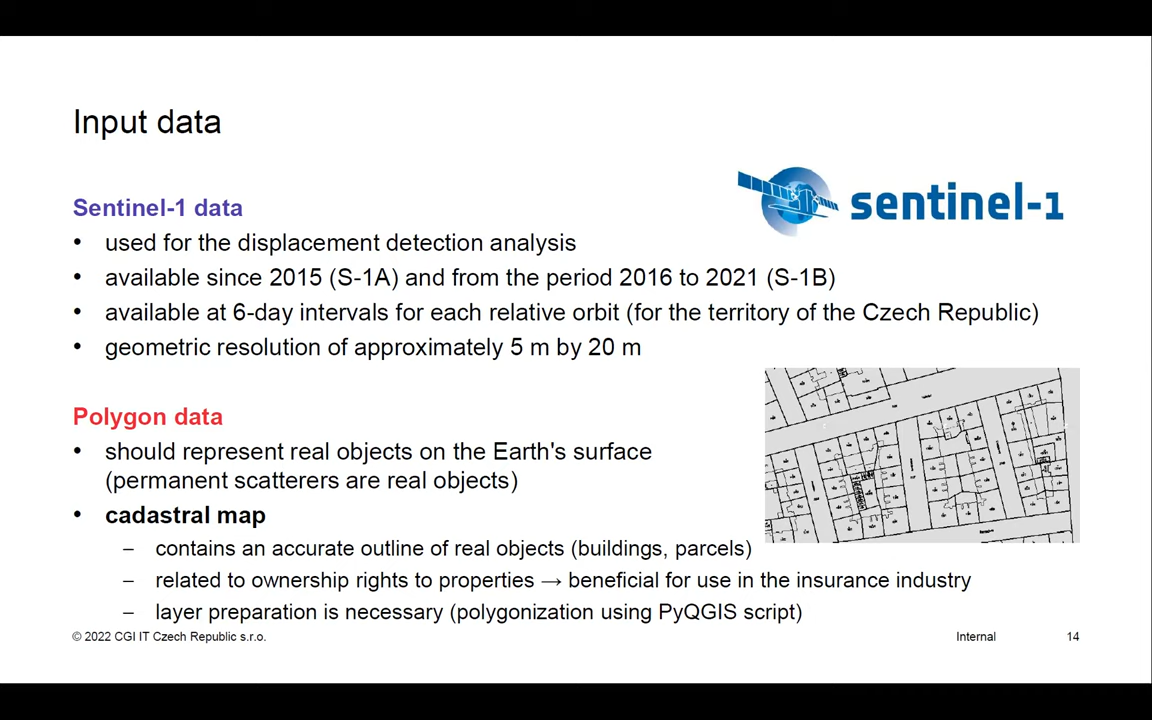 Input data
Sentinel-1 data
sentinel-1
• used for the displacement detection analysis
• available since 2015 (S-1A) and from the period 2016 to 2021 (S-1B)
• available at 6-day intervals for each relative orbit (for the territory of the Czech Republic)
• geometric resolution of approximately 5 m by 20 m
Polygon data
• should represent real objects on the Earth's surface
(permanent scatterers are real objects)
• cadastral map
– contains an accurate outline of real objects (buildings, parcels)
– related to ownership rights to properties → beneficial for use in the insurance industry
– layer preparation is necessary (polygonization using PyQGIS script)
© 2022 CGI IT Czech Republic s.r.o.
Internal
14